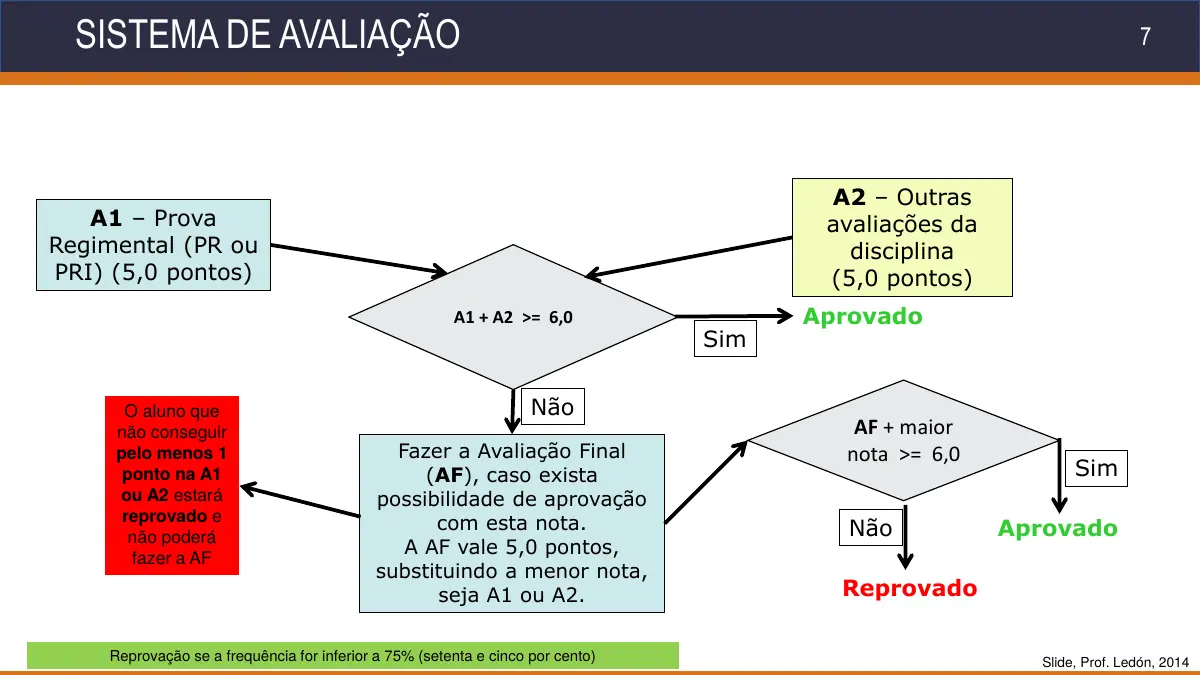 SISTEMA DE AVALIAÇÃO
7
A1 – Prova
Regimental (PR ou
PRI) (5,0 pontos)
A2 – Outras
avaliações da
disciplina
(5,0 pontos)
A1 + A2 >= 6,0
Aprovado
Sim
Não
O aluno que
não conseguir
pelo menos 1
ponto na A1
ou A2 estará
reprovado e
não poderá
fazer a AF
Fazer a Avaliação Final
(AF), caso exista
possibilidade de aprovação
com esta nota.
A AF vale 5,0 pontos,
substituindo a menor nota,
seja A1 ou A2.
AF + maior
nota >= 6,0
Sim
Não
Aprovado
Reprovado
Reprovação se a frequência for inferior a 75% (setenta e cinco por cento)
Slide, Prof. Ledón, 2014